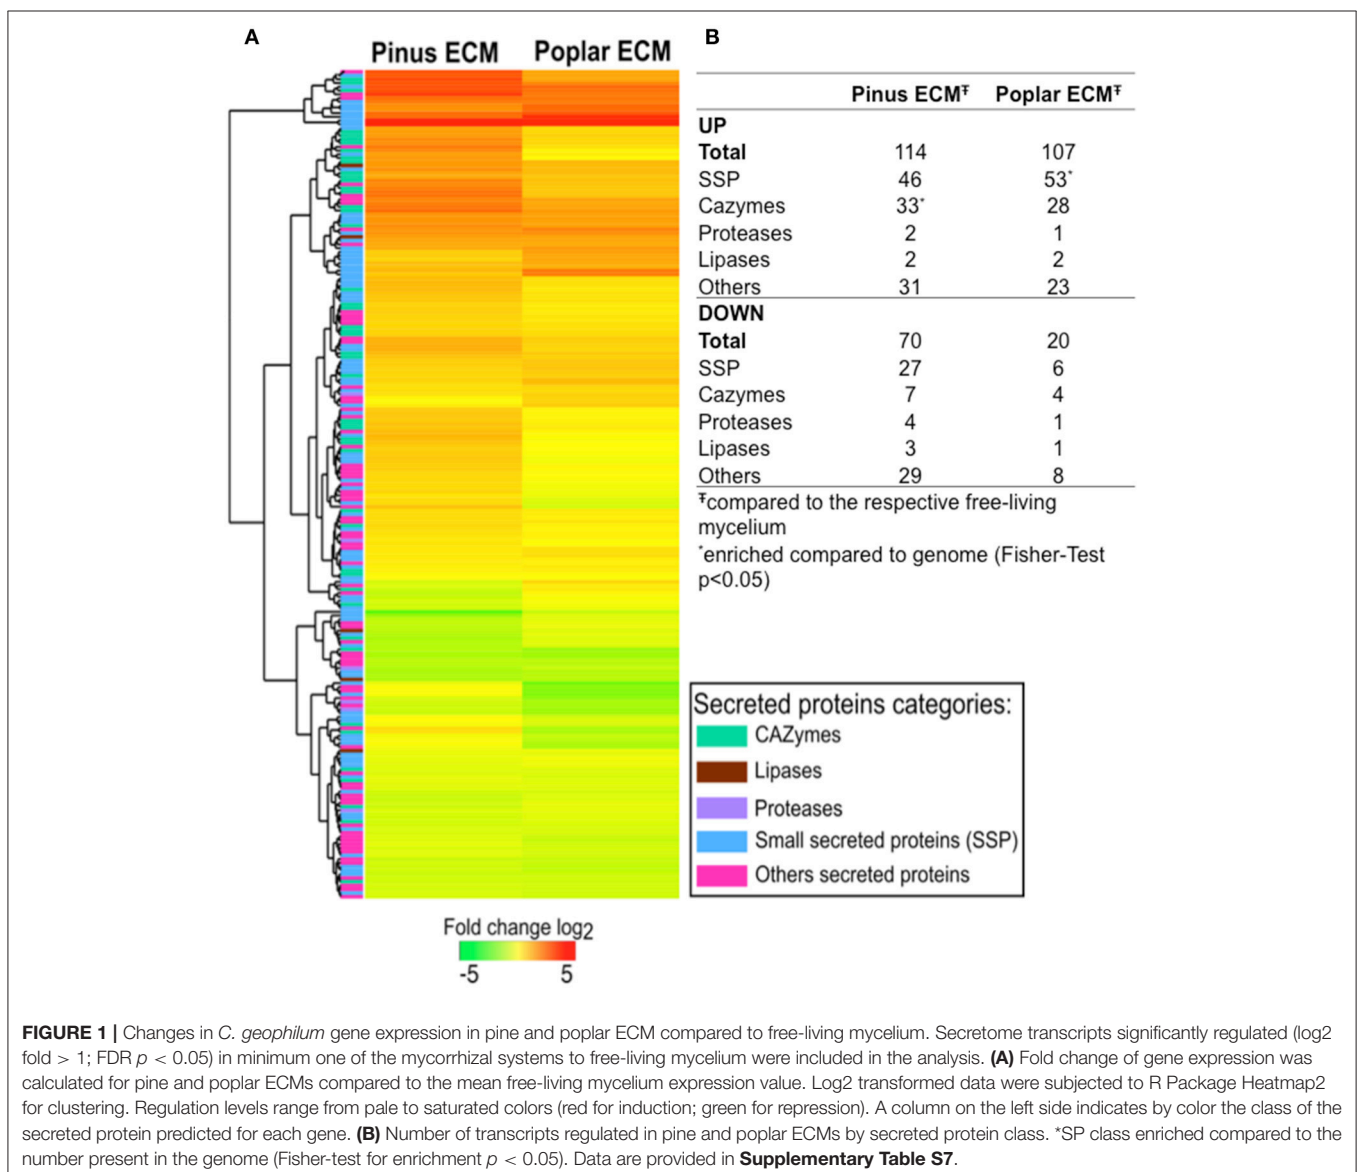 A
B
Pinus ECM Poplar ECM
Pinus ECMŦ Poplar ECMŦ
UP
Total 114 107
SSP 46 53*
Cazymes 33* 28
Proteases 2 1
Lipases 2 2
Others 31 23
DOWN
Total 70 20
SSP 27 6
Cazymes 7 4
Proteases 4 1
Lipases 3 1
Others 29 8
Ŧcompared to the respective free-living
mycelium
*enriched compared to genome (Fisher-Test
p<0.05)
Secreted proteins categories:
CAZymes
Lipases
Proteases
Small secreted proteins (SSP)
Others secreted proteins
Fold change log2
-5 5
FIGURE 1 | Changes in C. geophilum gene expression in pine and poplar ECM compared to free-living mycelium. Secretome transcripts significantly regulated (log2
fold > 1; FDR p < 0.05) in minimum one of the mycorrhizal systems to free-living mycelium were included in the analysis. (A) Fold change of gene expression was
calculated for pine and poplar ECMs compared to the mean free-living mycelium expression value. Log2 transformed data were subjected to R Package Heatmap2
for clustering. Regulation levels range from pale to saturated colors (red for induction; green for repression). A column on the left side indicates by color the class of the
secreted protein predicted for each gene. (B) Number of transcripts regulated in pine and poplar ECMs by secreted protein class. *SP class enriched compared to the
number present in the genome (Fisher-test for enrichment p < 0.05). Data are provided in Supplementary Table S7.